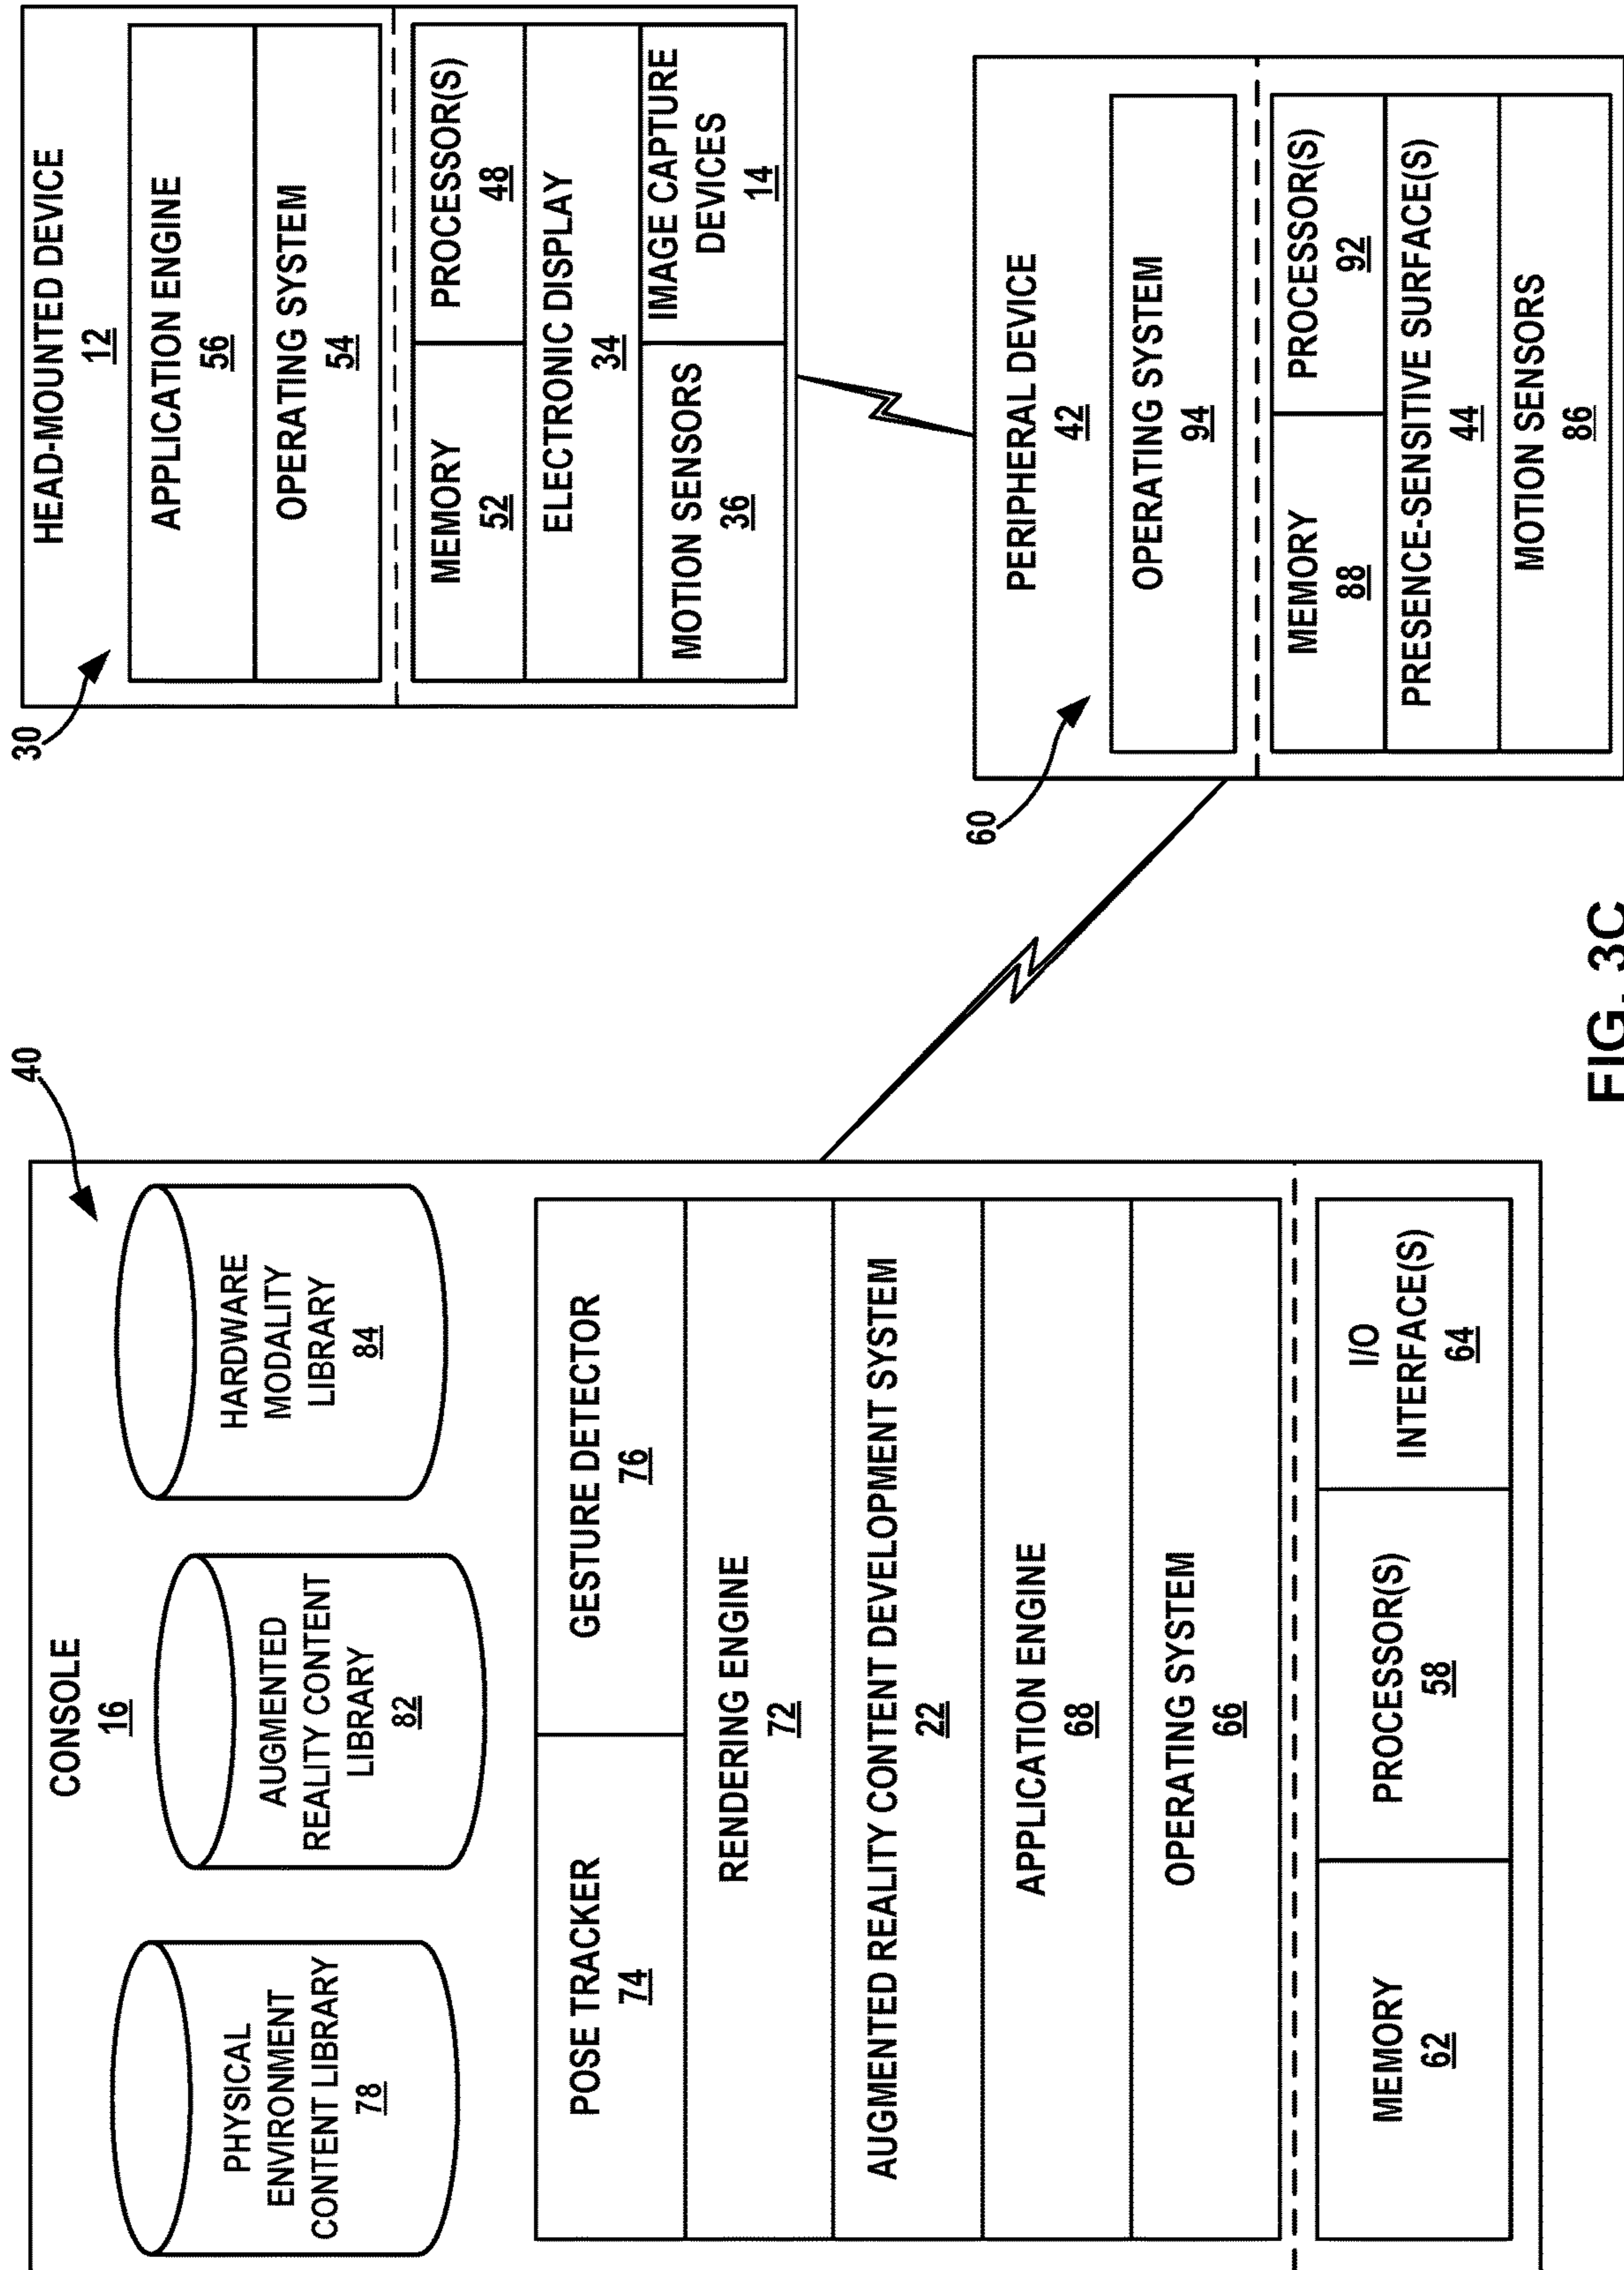 40
CONSOLE
16
PHYSICAL
ENVIRONMENT
CONTENT LIBRARY
78
AUGMENTED
REALITY CONTENT
LIBRARY
82
HARDWARE
MODALITY
LIBRARY
84
POSE TRACKER
74
GESTURE DETECTOR
76
RENDERING ENGINE
72
AUGMENTED REALITY CONTENT DEVELOPMENT SYSTEM
22
APPLICATION ENGINE
68
OPERATING SYSTEM
66
MEMORY
62
PROCESSOR(S)
58
I/O
INTERFACE(S)
64
30
HEAD-MOUNTED DEVICE
12
APPLICATION ENGINE
56
OPERATING SYSTEM
54
MEMORY
52
PROCESSOR(S)
48
ELECTRONIC DISPLAY
34
MOTION SENSORS
36
IMAGE CAPTURE
DEVICES
14
60
PERIPHERAL DEVICE
42
OPERATING SYSTEM
94
MEMORY
88
PROCESSOR(S)
92
PRESENCE-SENSITIVE SURFACE(S)
44
MOTION SENSORS
86
FIG. 3C